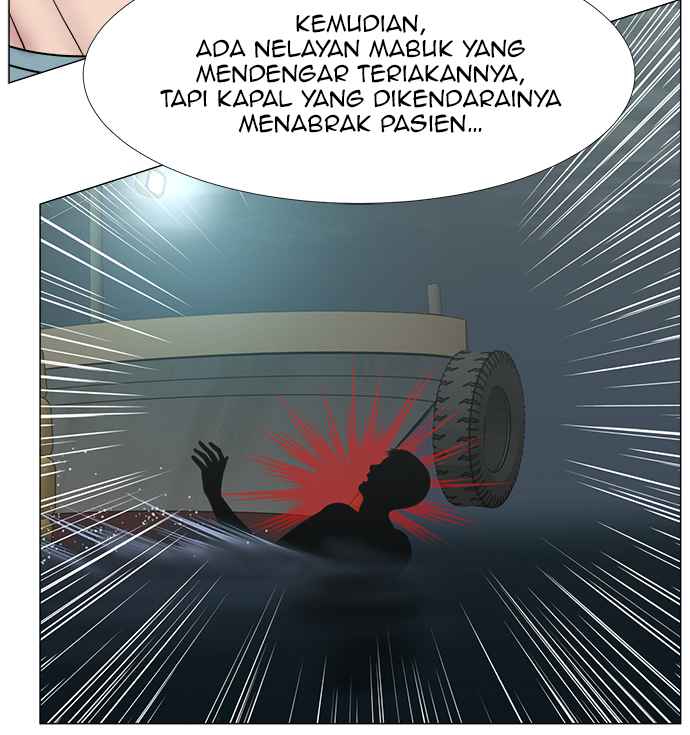 KEMUDIAN,
ADA NELAYAN MABUK YANG
MENDENGAR TERIAKANNYA,
TAPI KAPAL YANG DIKENDARAINYA
MENABRAK PASIEN...